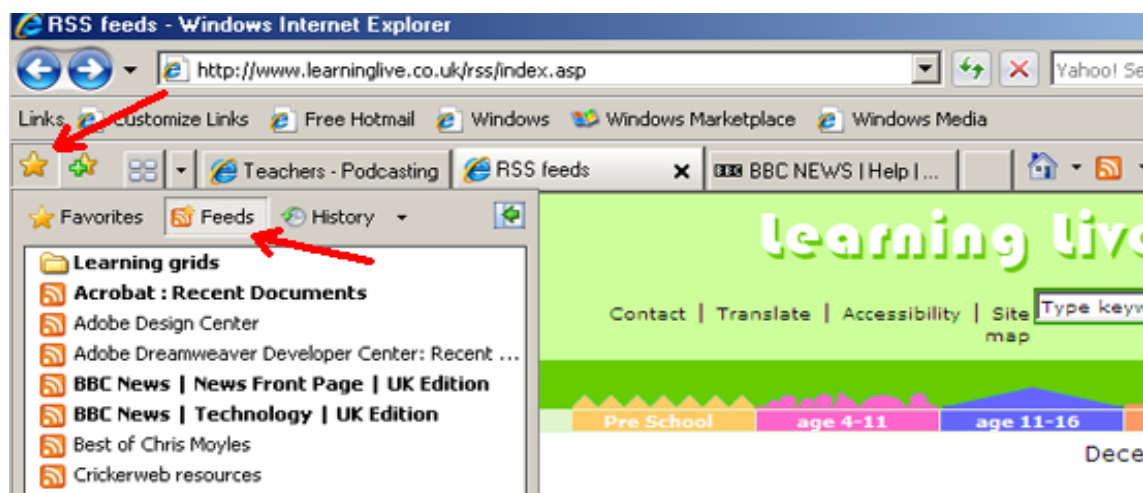 RSS feeds - Windows Internet Explorer
http://www.learninglive.co.uk/rss/index.asp Yahoo! Se
Links Customize Links Free Hotmail Windows Windows Marketplace Windows Media
Teachers - Podcasting RSS feeds BBC NEWS | Help | ...
Favorites Feeds History
Learning grids
Acrobat : Recent Documents
Adobe Design Center
Adobe Dreamweaver Developer Center: Recent ...
BBC News | News Front Page | UK Edition
BBC News | Technology | UK Edition
Best of Chris Moyles
Crickerweb resources
Learning Live
Contact | Translate | Accessibility | Site map
Type keyw
Pre School age 4-11 age 11-16
Dece